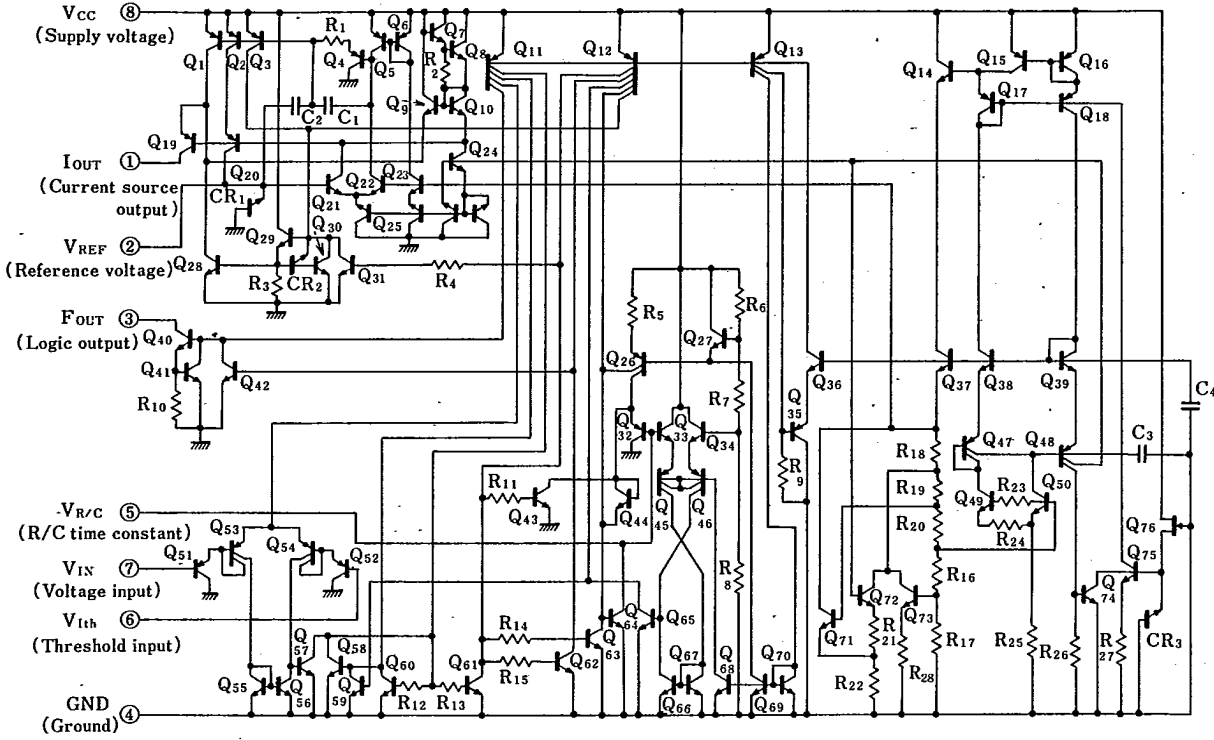 VCC ⑧
(Supply voltage)
R1
Q1
Q2
Q3
Q4
Q5
Q6
Q7
Q8
R2
Q9
Q10
Q11
Q12
Q13
Q14
Q15
Q16
Q17
Q18
C2
C1
Q19
Q20
IOUT ①
(Current source
output)
CR1
Q21
Q22
Q23
Q24
Q25
VREF ②
(Reference voltage)
Q28
Q29
Q30
R3
CR2
Q31
R4
FOUT ③
(Logic output)
Q40
Q41
Q42
R10
R5
R6
Q26
Q27
R7
Q32
Q33
Q34
Q35
Q36
Q37
Q38
Q39
C4
C3
R9
R18
R19
R20
Q47
Q48
Q49
R23
R24
Q50
R11
Q43
Q44
Q45
Q46
VR/C ⑤
(R/C time constant)
Q51
Q53
Q54
Q52
VIN ⑦
(Voltage input)
VIth ⑥
(Threshold input)
R8
R16
Q76
Q75
Q74
Q72
Q73
Q71
R21
R22
R28
R17
R25
R26
R27
CR3
R14
R15
Q57
Q58
Q60
Q61
Q62
Q63
Q64
Q65
Q67
Q68
Q70
Q55
Q56
Q59
R12
R13
Q66
Q69
GND ④
(Ground)